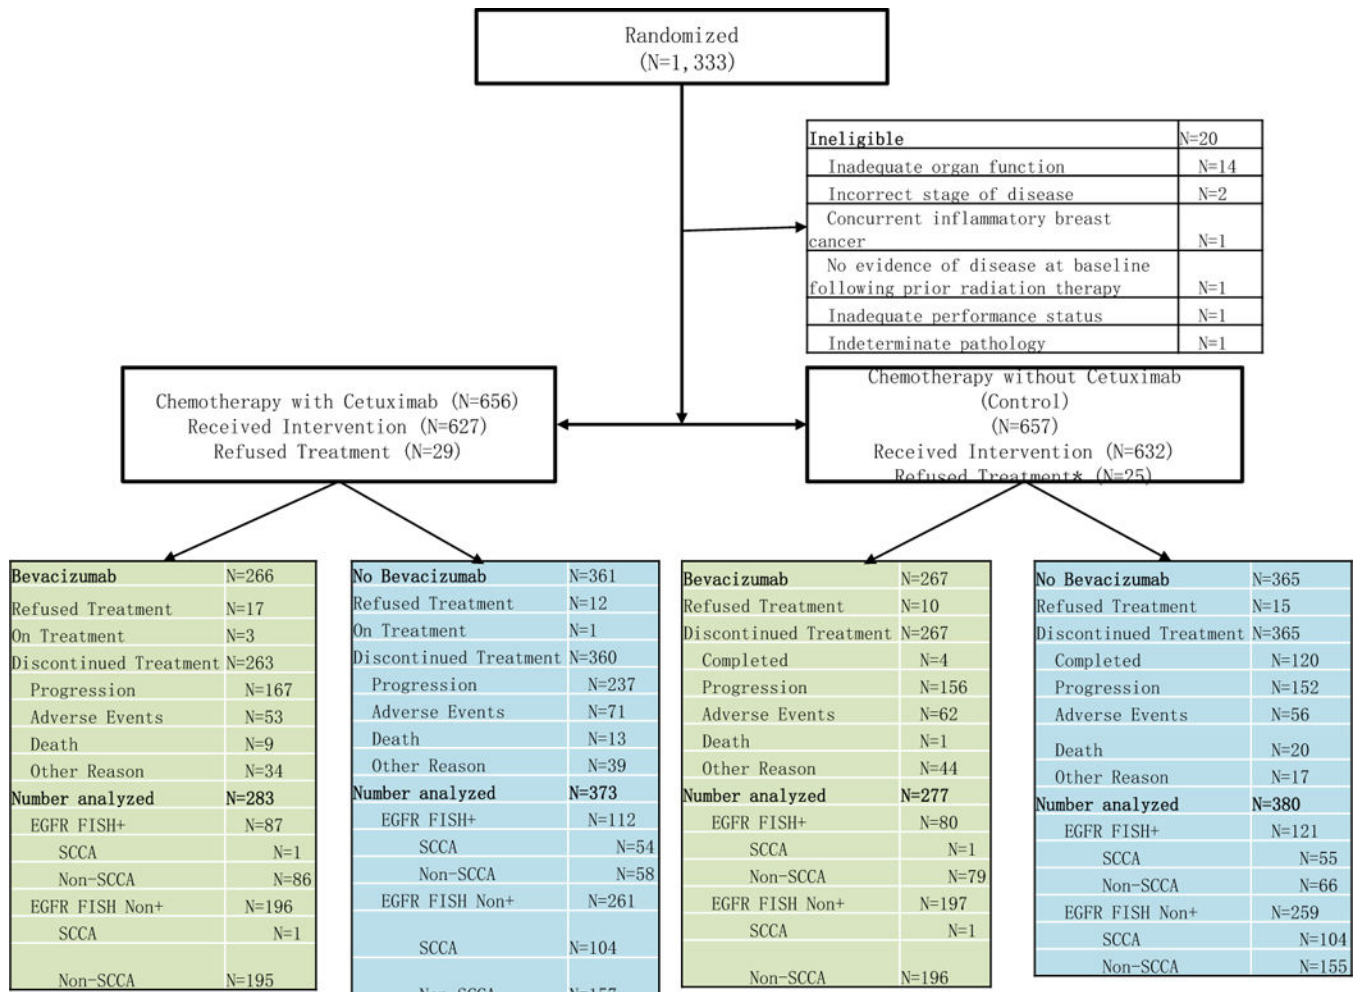 Randomized
(N=1,333)
Ineligible N=20
Inadequate organ function N=14
Incorrect stage of disease N=2
Concurrent inflammatory breast
cancer N=1
No evidence of disease at baseline
following prior radiation therapy N=1
Inadequate performance status N=1
Indeterminate pathology N=1
Chemotherapy with Cetuximab (N=656)
Received Intervention (N=627)
Refused Treatment (N=29)
Chemotherapy without Cetuximab
(Control)
(N=657)
Received Intervention (N=632)
Refused Treatment* (N=25)
Bevacizumab N=266
Refused Treatment N=17
On Treatment N=3
Discontinued Treatment N=263
Progression N=167
Adverse Events N=53
Death N=9
Other Reason N=34
Number analyzed N=283
EGFR FISH+ N=87
SCCA N=1
Non-SCCA N=86
EGFR FISH Non+ N=196
SCCA N=1
Non-SCCA N=195
No Bevacizumab N=361
Refused Treatment N=12
On Treatment N=1
Discontinued Treatment N=360
Progression N=237
Adverse Events N=71
Death N=13
Other Reason N=39
Number analyzed N=373
EGFR FISH+ N=112
SCCA N=54
Non-SCCA N=58
EGFR FISH Non+ N=261
SCCA N=104
Non-SCCA N=157
Bevacizumab N=267
Refused Treatment N=10
Discontinued Treatment N=267
Completed N=4
Progression N=156
Adverse Events N=62
Death N=1
Other Reason N=44
Number analyzed N=277
EGFR FISH+ N=80
SCCA N=1
Non-SCCA N=79
EGFR FISH Non+ N=197
SCCA N=1
Non-SCCA N=196
No Bevacizumab N=365
Refused Treatment N=15
Discontinued Treatment N=365
Completed N=120
Progression N=152
Adverse Events N=56
Death N=20
Other Reason N=17
Number analyzed N=380
EGFR FISH+ N=121
SCCA N=55
Non-SCCA N=66
EGFR FISH Non+ N=259
SCCA N=104
Non-SCCA N=155